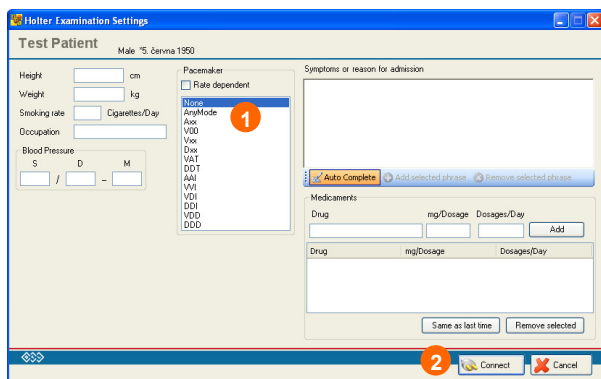 Holter Examination Settings
Test Patient Male *5. června 1950
Height cm
Weight kg
Smoking rate Cigarettes/Day
Occupation
Blood Pressure
S D M
/ –
Pacemaker
Rate dependent
None
AnyMode
Axx
V00
Vxx
Dxx
VAT
DDT
AAI
VVI
VDI
DDI
VDD
DDD
1
Symptoms or reason for admission
Auto Complete Add selected phrase Remove selected phrase
Medicaments
Drug mg/Dosage Dosages/Day
Add
Drug mg/Dosage Dosages/Day
Same as last time Remove selected
2 Connect Cancel